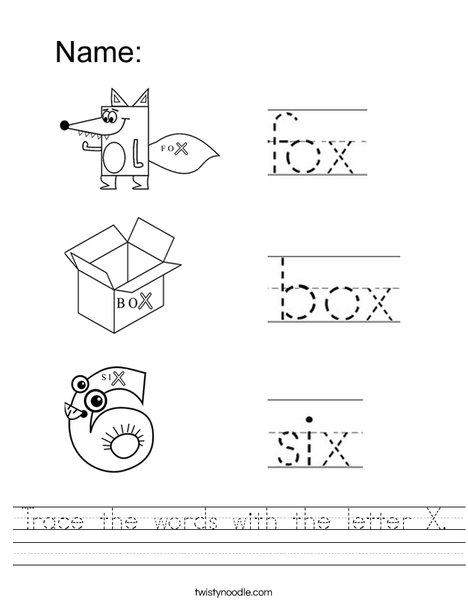 Name:
FOX
fox
BOX
box
SIX
six
Trace the words with the letter X.
twistynoodle.com